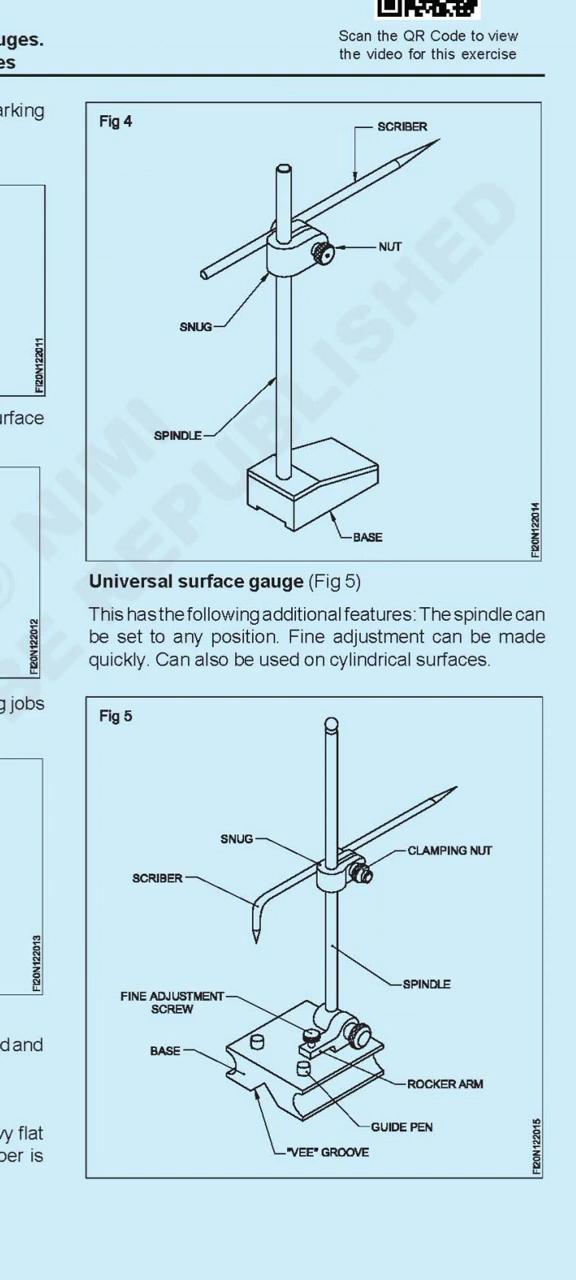 uges.
es
Scan the QR Code to view
the video for this exercise
arking
FI20N122011
urface
FI20N122012
g jobs
FI20N122013
d and
vy flat
ber is
Fig 4
SCRIBER
NUT
SNUG
SPINDLE
BASE
FI20N122014
Universal surface gauge (Fig 5)
This has the following additional features: The spindle can
be set to any position. Fine adjustment can be made
quickly. Can also be used on cylindrical surfaces.
Fig 5
SNUG
CLAMPING NUT
SCRIBER
SPINDLE
FINE ADJUSTMENT
SCREW
BASE
ROCKER ARM
GUIDE PEN
"VEE" GROOVE
FI20N122015
© NIMI
BE REPUBLISHED